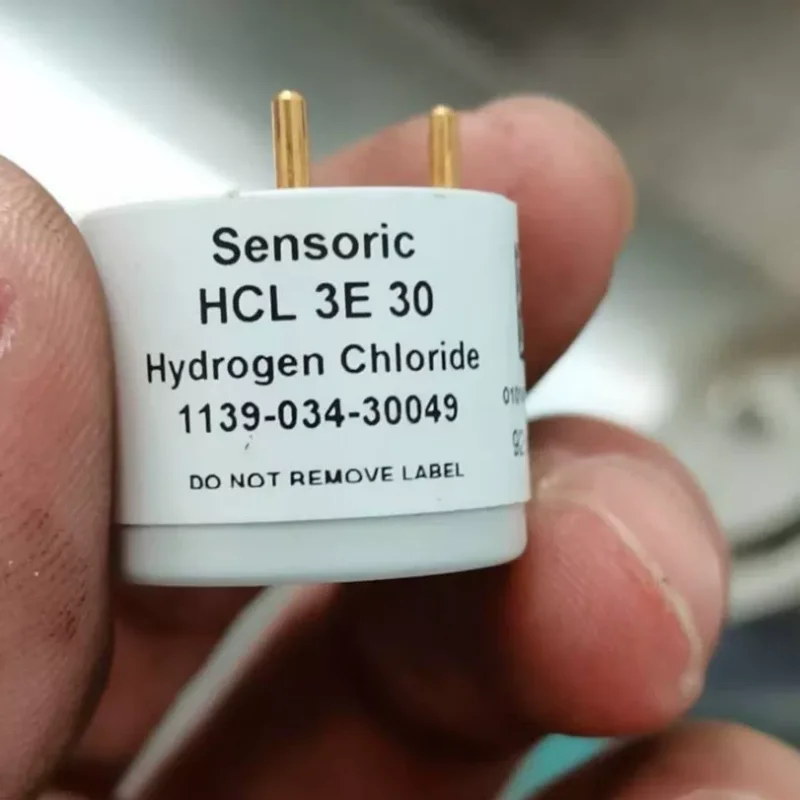 Sensoric
HCL 3E 30
Hydrogen Chloride
1139-034-30049
DO NOT REMOVE LABEL